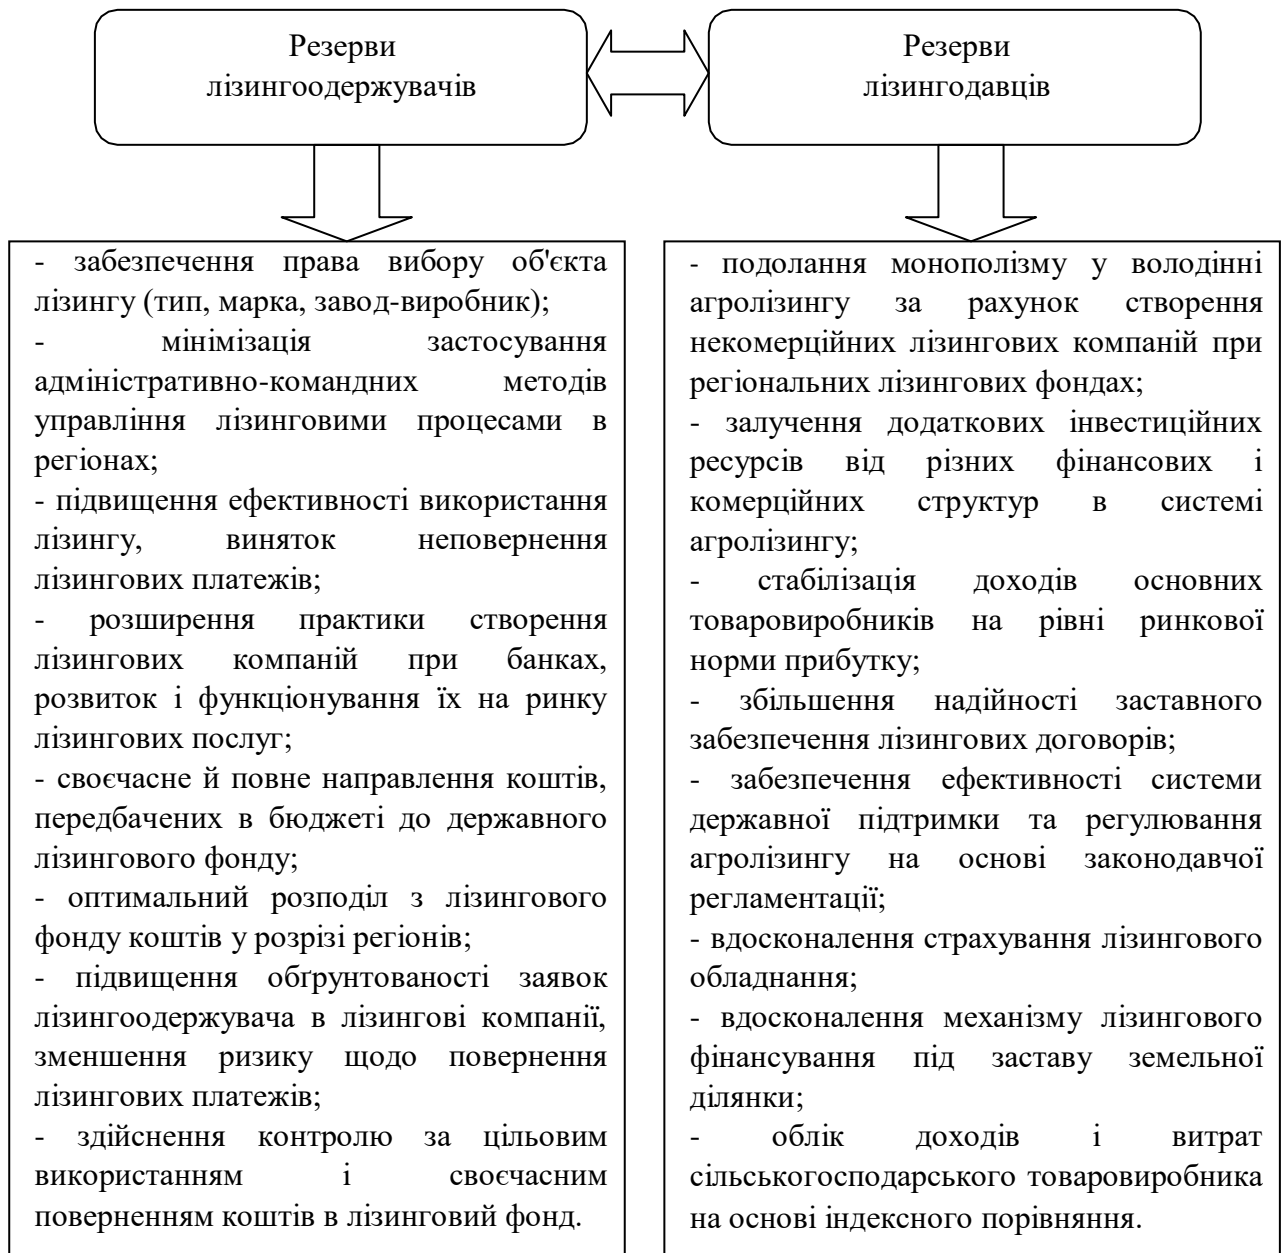 Резерви
лізингоодержувачів
Резерви
лізингодавців
- забезпечення права вибору об'єкта
лізингу (тип, марка, завод-виробник);
- мінімізація застосування
адміністративно-командних методів
управління лізинговими процесами в
регіонах;
- підвищення ефективності використання
лізингу, виняток неповернення
лізингових платежів;
- розширення практики створення
лізингових компаній при банках,
розвиток і функціонування їх на ринку
лізингових послуг;
- своєчасне й повне направлення коштів,
передбачених в бюджеті до державного
лізингового фонду;
- оптимальний розподіл з лізингового
фонду коштів у розрізі регіонів;
- підвищення обґрунтованості заявок
лізингоодержувача в лізингові компанії,
зменшення ризику щодо повернення
лізингових платежів;
- здійснення контролю за цільовим
використанням і своєчасним
поверненням коштів в лізинговий фонд.
- подолання монополізму у володінні
агролізингу за рахунок створення
некомерційних лізингових компаній при
регіональних лізингових фондах;
- залучення додаткових інвестиційних
ресурсів від різних фінансових і
комерційних структур в системі
агролізингу;
- стабілізація доходів основних
товаровиробників на рівні ринкової
норми прибутку;
- збільшення надійності заставного
забезпечення лізингових договорів;
- забезпечення ефективності системи
державної підтримки та регулювання
агролізингу на основі законодавчої
регламентації;
- вдосконалення страхування лізингового
обладнання;
- вдосконалення механізму лізингового
фінансування під заставу земельної
ділянки;
- облік доходів і витрат
сільськогосподарського товаровиробника
на основі індексного порівняння.